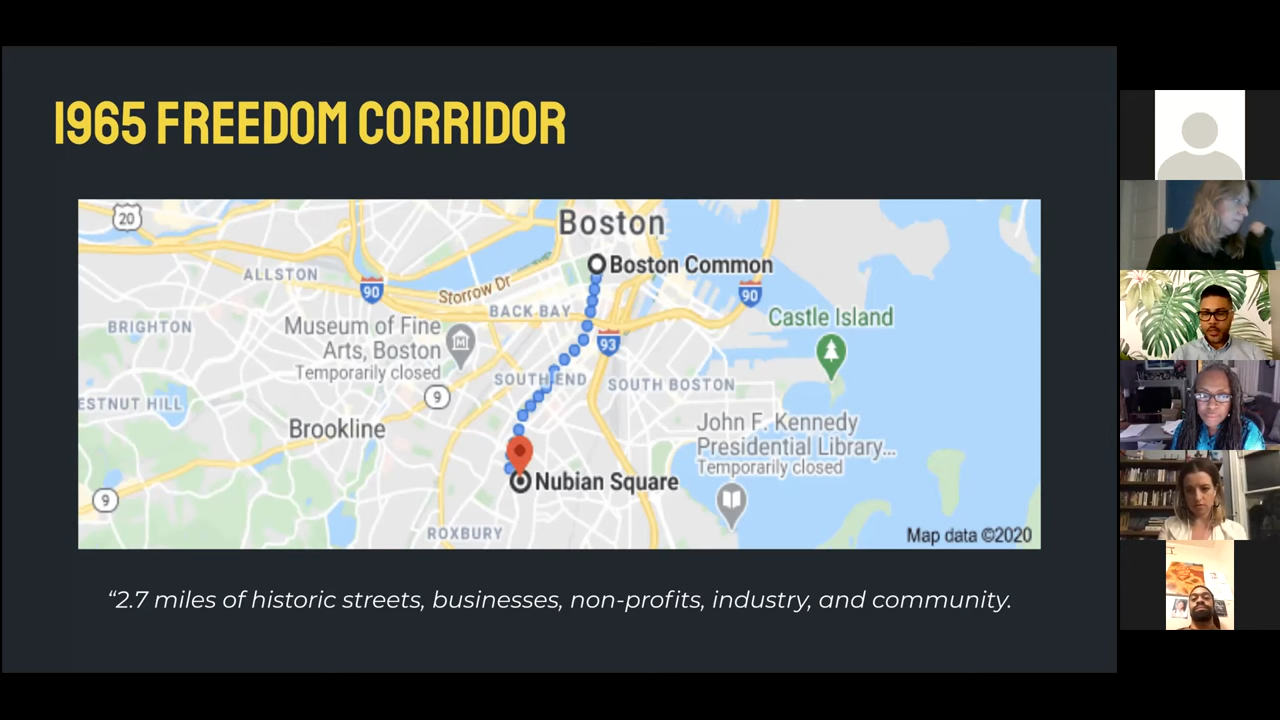 1965 FREEDOM CORRIDOR
20
Boston
Boston Common
ALLSTON
90
Storrow Dr
90
BACK BAY
Castle Island
BRIGHTON
Museum of Fine
Arts, Boston
Temporarily closed
93
SOUTH END
SOUTH BOSTON
9
ESTNUT HILL
Brookline
John F. Kennedy
Presidential Library...
Temporarily closed
Nubian Square
9
ROXBURY
Map data ©2020
“2.7 miles of historic streets, businesses, non-profits, industry, and community.